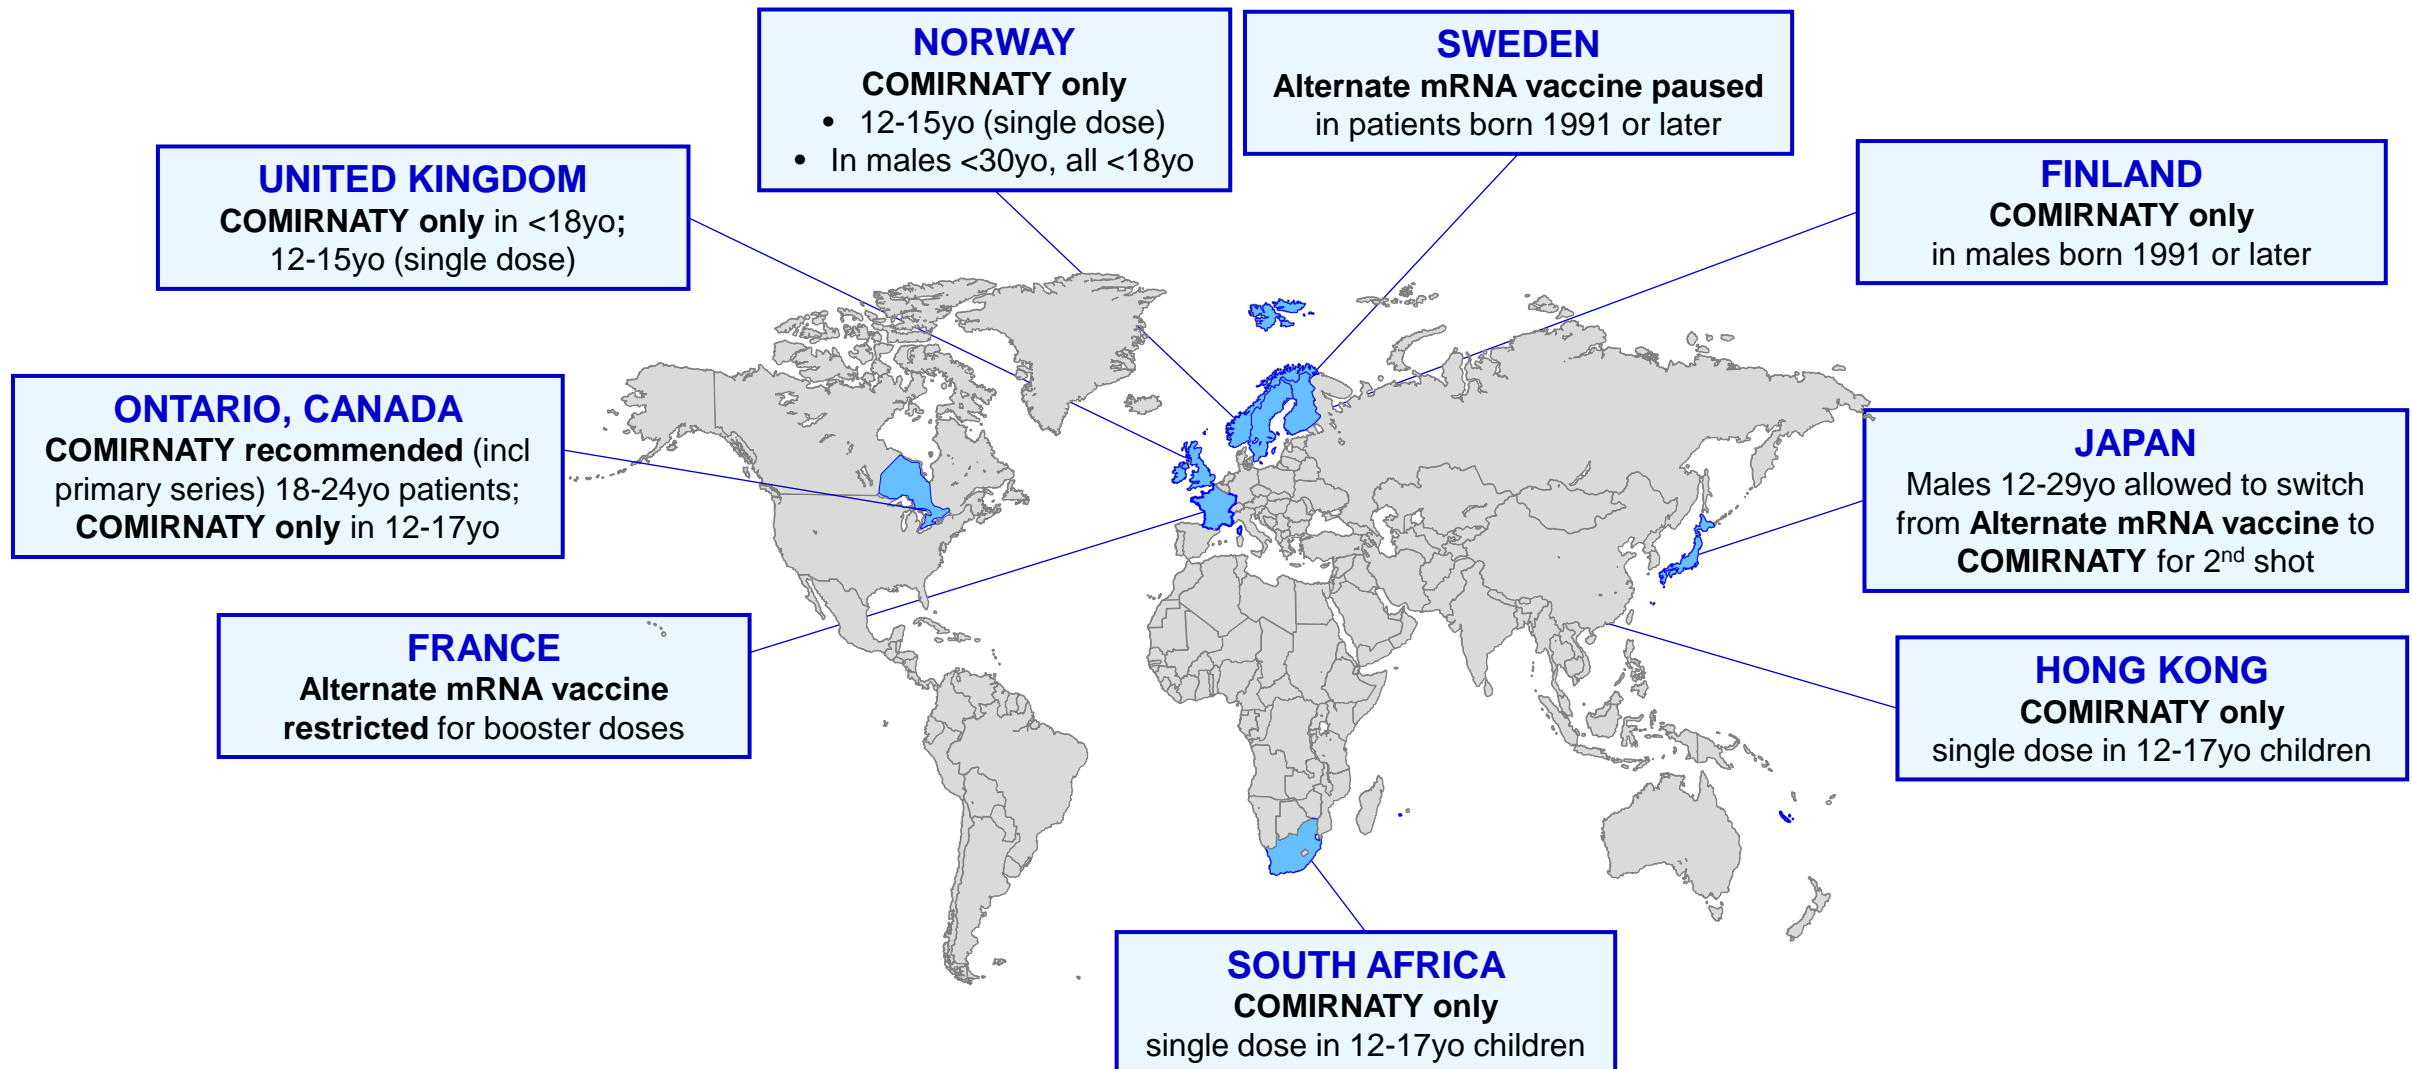 NORWAY
COMIRNATY only
• 12-15yo (single dose)
• In males <30yo, all <18yo
SWEDEN
Alternate mRNA vaccine paused
in patients born 1991 or later
UNITED KINGDOM
COMIRNATY only in <18yo;
12-15yo (single dose)
FINLAND
COMIRNATY only
in males born 1991 or later
ONTARIO, CANADA
COMIRNATY recommended (incl
primary series) 18-24yo patients;
COMIRNATY only in 12-17yo
JAPAN
Males 12-29yo allowed to switch
from Alternate mRNA vaccine to
COMIRNATY for 2nd shot
FRANCE
Alternate mRNA vaccine
restricted for booster doses
HONG KONG
COMIRNATY only
single dose in 12-17yo children
SOUTH AFRICA
COMIRNATY only
single dose in 12-17yo children